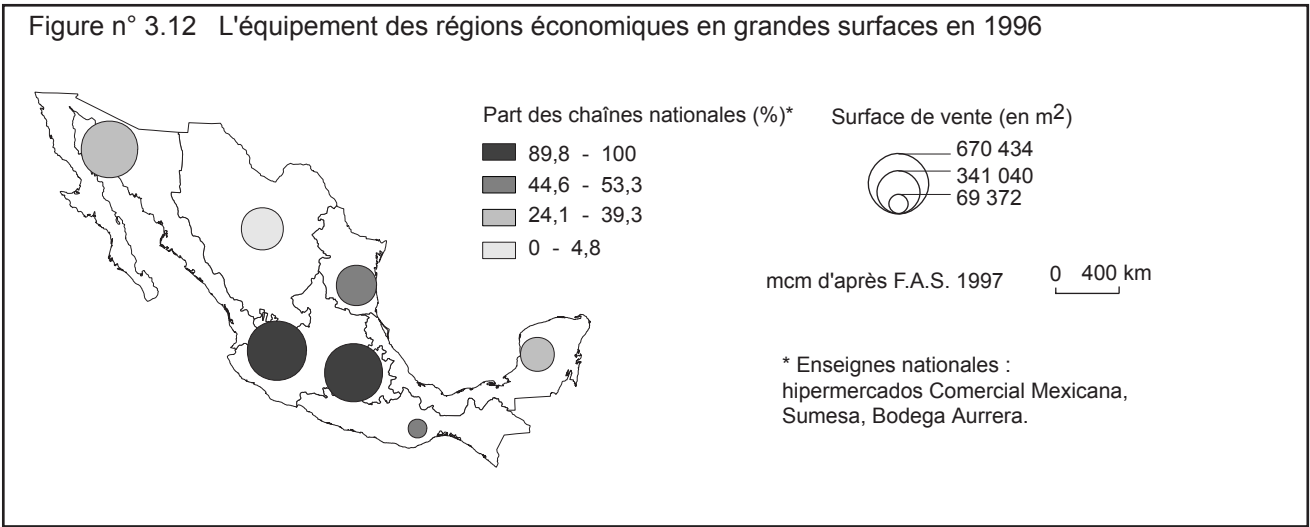 Figure n° 3.12 L'équipement des régions économiques en grandes surfaces en 1996
Part des chaînes nationales (%)*
89,8 - 100
44,6 - 53,3
24,1 - 39,3
0 - 4,8
Surface de vente (en m2)
670 434
341 040
69 372
mcm d'après F.A.S. 1997
0 400 km
* Enseignes nationales :
hipermercados Comercial Mexicana,
Sumesa, Bodega Aurrera.